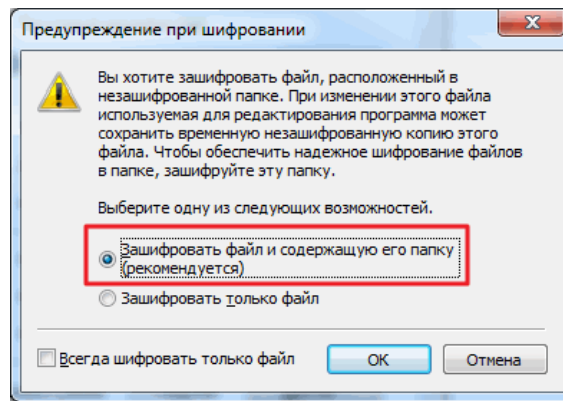 Предупреждение при шифровании
Вы хотите зашифровать файл, расположенный в
незашифрованной папке. При изменении этого файла
используемая для редактирования программа может
сохранить временную незашифрованную копию этого
файла. Чтобы обеспечить надежное шифрование файлов
в папке, зашифруйте эту папку.
Выберите одну из следующих возможностей.
Зашифровать файл и содержащую его папку
(рекомендуется)
Зашифровать только файл
Всегда шифровать только файл
ОК
Отмена